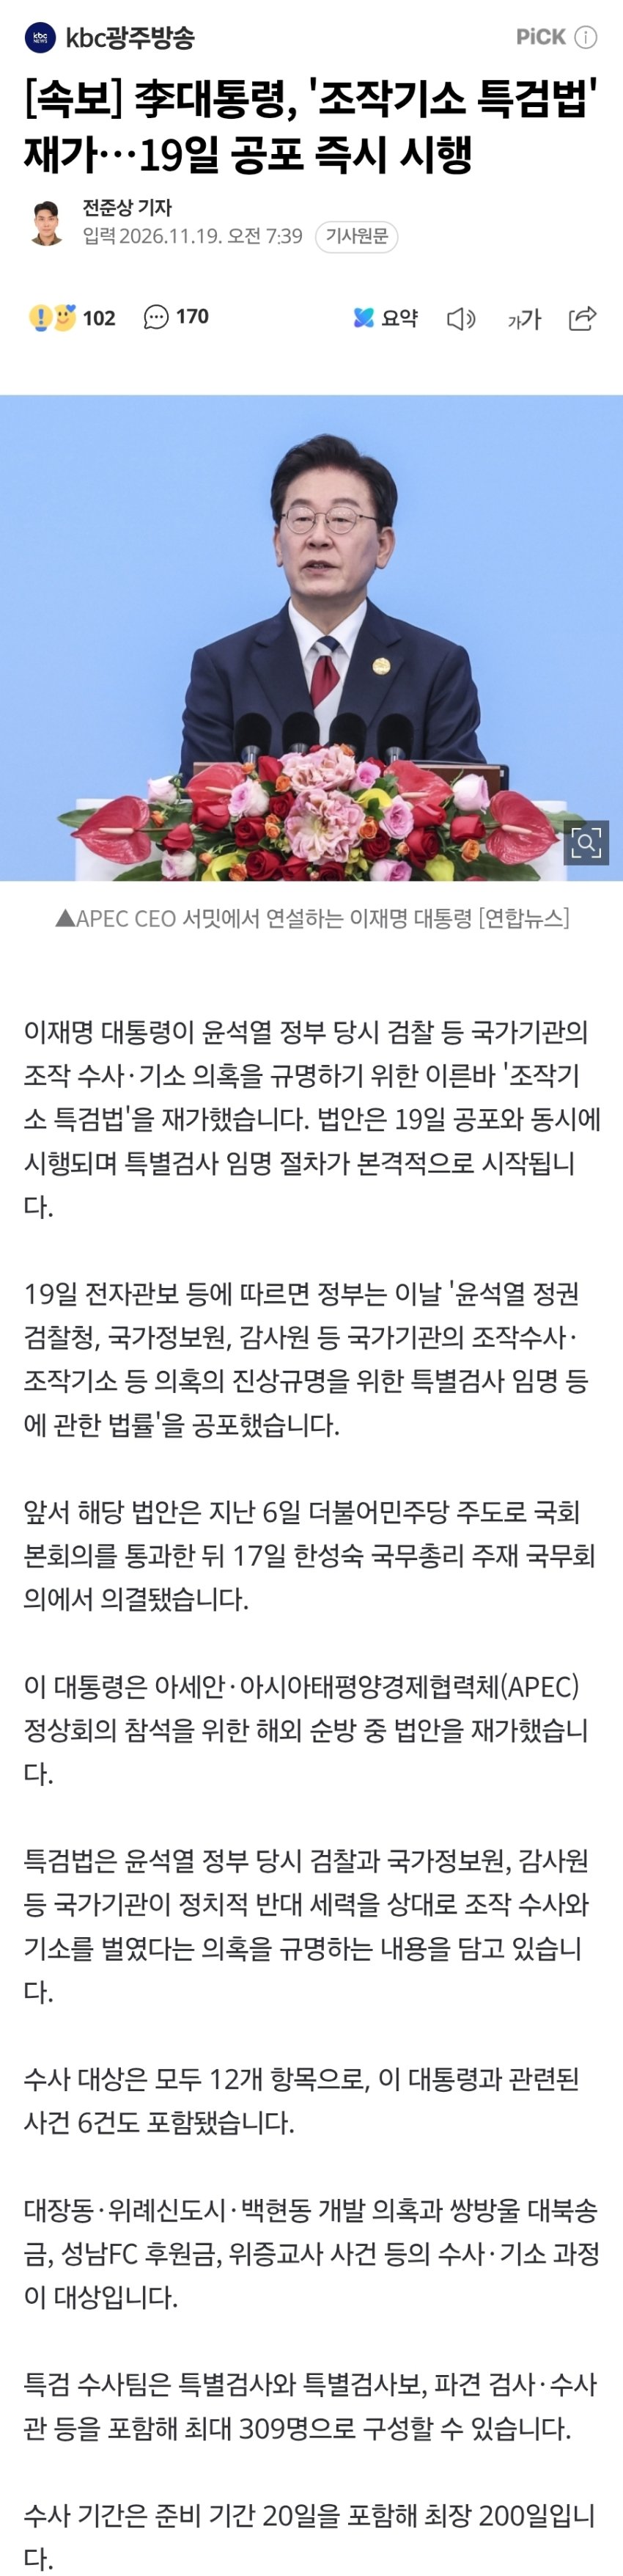 kbc NEWS
kbc광주방송
PiCK
[속보] 李대통령, '조작기소 특검법'
재가…19일 공포 즉시 시행
전준상 기자
입력 2026.11.19. 오전 7:39 기사원문
102 170 요약 가가
▲APEC CEO 서밋에서 연설하는 이재명 대통령 [연합뉴스]
이재명 대통령이 윤석열 정부 당시 검찰 등 국가기관의
조작 수사·기소 의혹을 규명하기 위한 이른바 '조작기
소 특검법'을 재가했습니다. 법안은 19일 공포와 동시에
시행되며 특별검사 임명 절차가 본격적으로 시작됩니
다.
19일 전자관보 등에 따르면 정부는 이날 '윤석열 정권
검찰청, 국가정보원, 감사원 등 국가기관의 조작수사·
조작기소 등 의혹의 진상규명을 위한 특별검사 임명 등
에 관한 법률'을 공포했습니다.
앞서 해당 법안은 지난 6일 더불어민주당 주도로 국회
본회의를 통과한 뒤 17일 한성숙 국무총리 주재 국무회
의에서 의결됐습니다.
이 대통령은 아세안·아시아태평양경제협력체(APEC)
정상회의 참석을 위한 해외 순방 중 법안을 재가했습니
다.
특검법은 윤석열 정부 당시 검찰과 국가정보원, 감사원
등 국가기관이 정치적 반대 세력을 상대로 조작 수사와
기소를 벌였다는 의혹을 규명하는 내용을 담고 있습니
다.
수사 대상은 모두 12개 항목으로, 이 대통령과 관련된
사건 6건도 포함됐습니다.
대장동·위례신도시·백현동 개발 의혹과 쌍방울 대북송
금, 성남FC 후원금, 위증교사 사건 등의 수사·기소 과정
이 대상입니다.
특검 수사팀은 특별검사와 특별검사보, 파견 검사·수사
관 등을 포함해 최대 309명으로 구성할 수 있습니다.
수사 기간은 준비 기간 20일을 포함해 최장 200일입니
다.